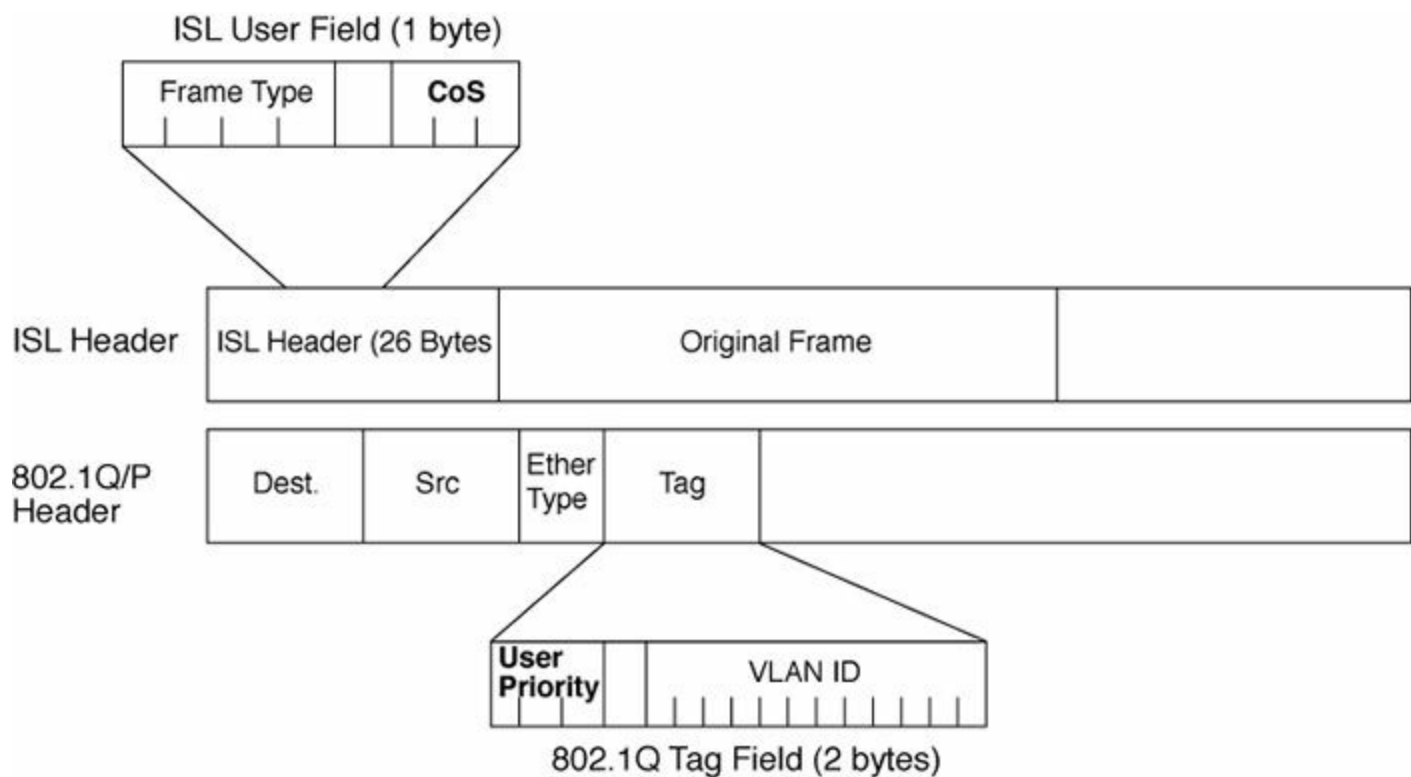 ISL User Field (1 byte)
Frame Type
CoS
ISL Header
ISL Header (26 Bytes
Original Frame
802.1Q/P
Header
Dest.
Src
Ether
Type
Tag
User
Priority
VLAN ID
802.1Q Tag Field (2 bytes)